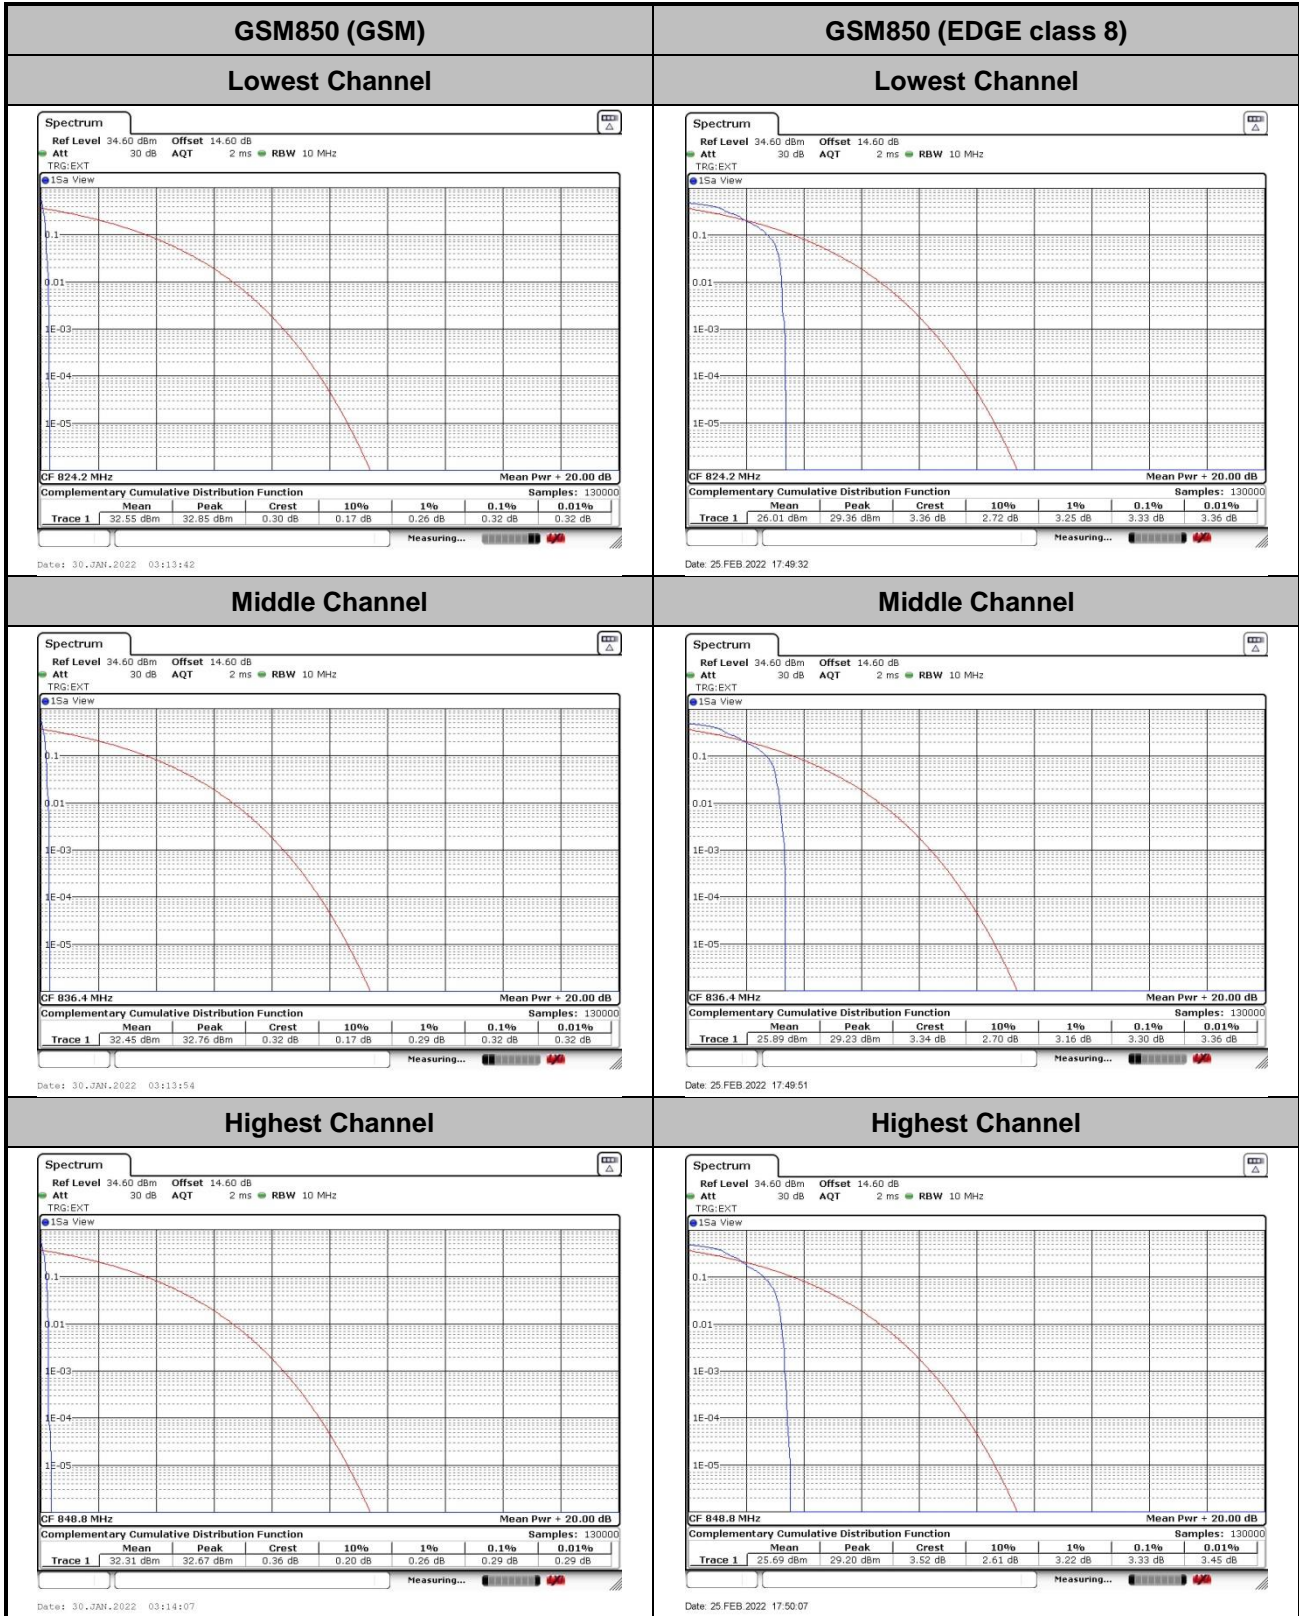 GSM850 (GSM)
GSM850 (EDGE class 8)
Lowest Channel
Lowest Channel
Spectrum
Ref Level 34.60 dBm Offset 14.60 dB
Att 30 dB AQT 2 ms RBW 10 MHz
TRG:EXT
1Sa View
0.1
0.01
1E-03
1E-04
1E-05
CF 824.2 MHz Mean Pwr + 20.00 dB
Complementary Cumulative Distribution Function Samples: 130000
Mean Peak Crest 10% 1% 0.1% 0.01%
Trace 1 32.55 dBm 32.85 dBm 0.30 dB 0.17 dB 0.26 dB 0.32 dB 0.32 dB
Measuring...
Date: 30.JAN.2022 03:13:42
Spectrum
Ref Level 34.60 dBm Offset 14.60 dB
Att 30 dB AQT 2 ms RBW 10 MHz
TRG:EXT
1Sa View
0.1
0.01
1E-03
1E-04
1E-05
CF 824.2 MHz Mean Pwr + 20.00 dB
Complementary Cumulative Distribution Function Samples: 130000
Mean Peak Crest 10% 1% 0.1% 0.01%
Trace 1 26.01 dBm 29.36 dBm 3.36 dB 2.72 dB 3.25 dB 3.33 dB 3.36 dB
Measuring...
Date: 25.FEB.2022 17:49:32
Middle Channel
Middle Channel
Spectrum
Ref Level 34.60 dBm Offset 14.60 dB
Att 30 dB AQT 2 ms RBW 10 MHz
TRG:EXT
1Sa View
0.1
0.01
1E-03
1E-04
1E-05
CF 836.4 MHz Mean Pwr + 20.00 dB
Complementary Cumulative Distribution Function Samples: 130000
Mean Peak Crest 10% 1% 0.1% 0.01%
Trace 1 32.45 dBm 32.76 dBm 0.32 dB 0.17 dB 0.29 dB 0.32 dB 0.32 dB
Measuring...
Date: 30.JAN.2022 03:13:54
Spectrum
Ref Level 34.60 dBm Offset 14.60 dB
Att 30 dB AQT 2 ms RBW 10 MHz
TRG:EXT
1Sa View
0.1
0.01
1E-03
1E-04
1E-05
CF 836.4 MHz Mean Pwr + 20.00 dB
Complementary Cumulative Distribution Function Samples: 130000
Mean Peak Crest 10% 1% 0.1% 0.01%
Trace 1 25.89 dBm 29.23 dBm 3.34 dB 2.70 dB 3.16 dB 3.30 dB 3.36 dB
Measuring...
Date: 25.FEB.2022 17:49:51
Highest Channel
Highest Channel
Spectrum
Ref Level 34.60 dBm Offset 14.60 dB
Att 30 dB AQT 2 ms RBW 10 MHz
TRG:EXT
1Sa View
0.1
0.01
1E-03
1E-04
1E-05
CF 848.8 MHz Mean Pwr + 20.00 dB
Complementary Cumulative Distribution Function Samples: 130000
Mean Peak Crest 10% 1% 0.1% 0.01%
Trace 1 32.31 dBm 32.67 dBm 0.36 dB 0.20 dB 0.26 dB 0.29 dB 0.29 dB
Measuring...
Date: 30.JAN.2022 03:14:07
Spectrum
Ref Level 34.60 dBm Offset 14.60 dB
Att 30 dB AQT 2 ms RBW 10 MHz
TRG:EXT
1Sa View
0.1
0.01
1E-03
1E-04
1E-05
CF 848.8 MHz Mean Pwr + 20.00 dB
Complementary Cumulative Distribution Function Samples: 130000
Mean Peak Crest 10% 1% 0.1% 0.01%
Trace 1 25.69 dBm 29.20 dBm 3.52 dB 2.61 dB 3.22 dB 3.33 dB 3.45 dB
Measuring...
Date: 25.FEB.2022 17:50:07